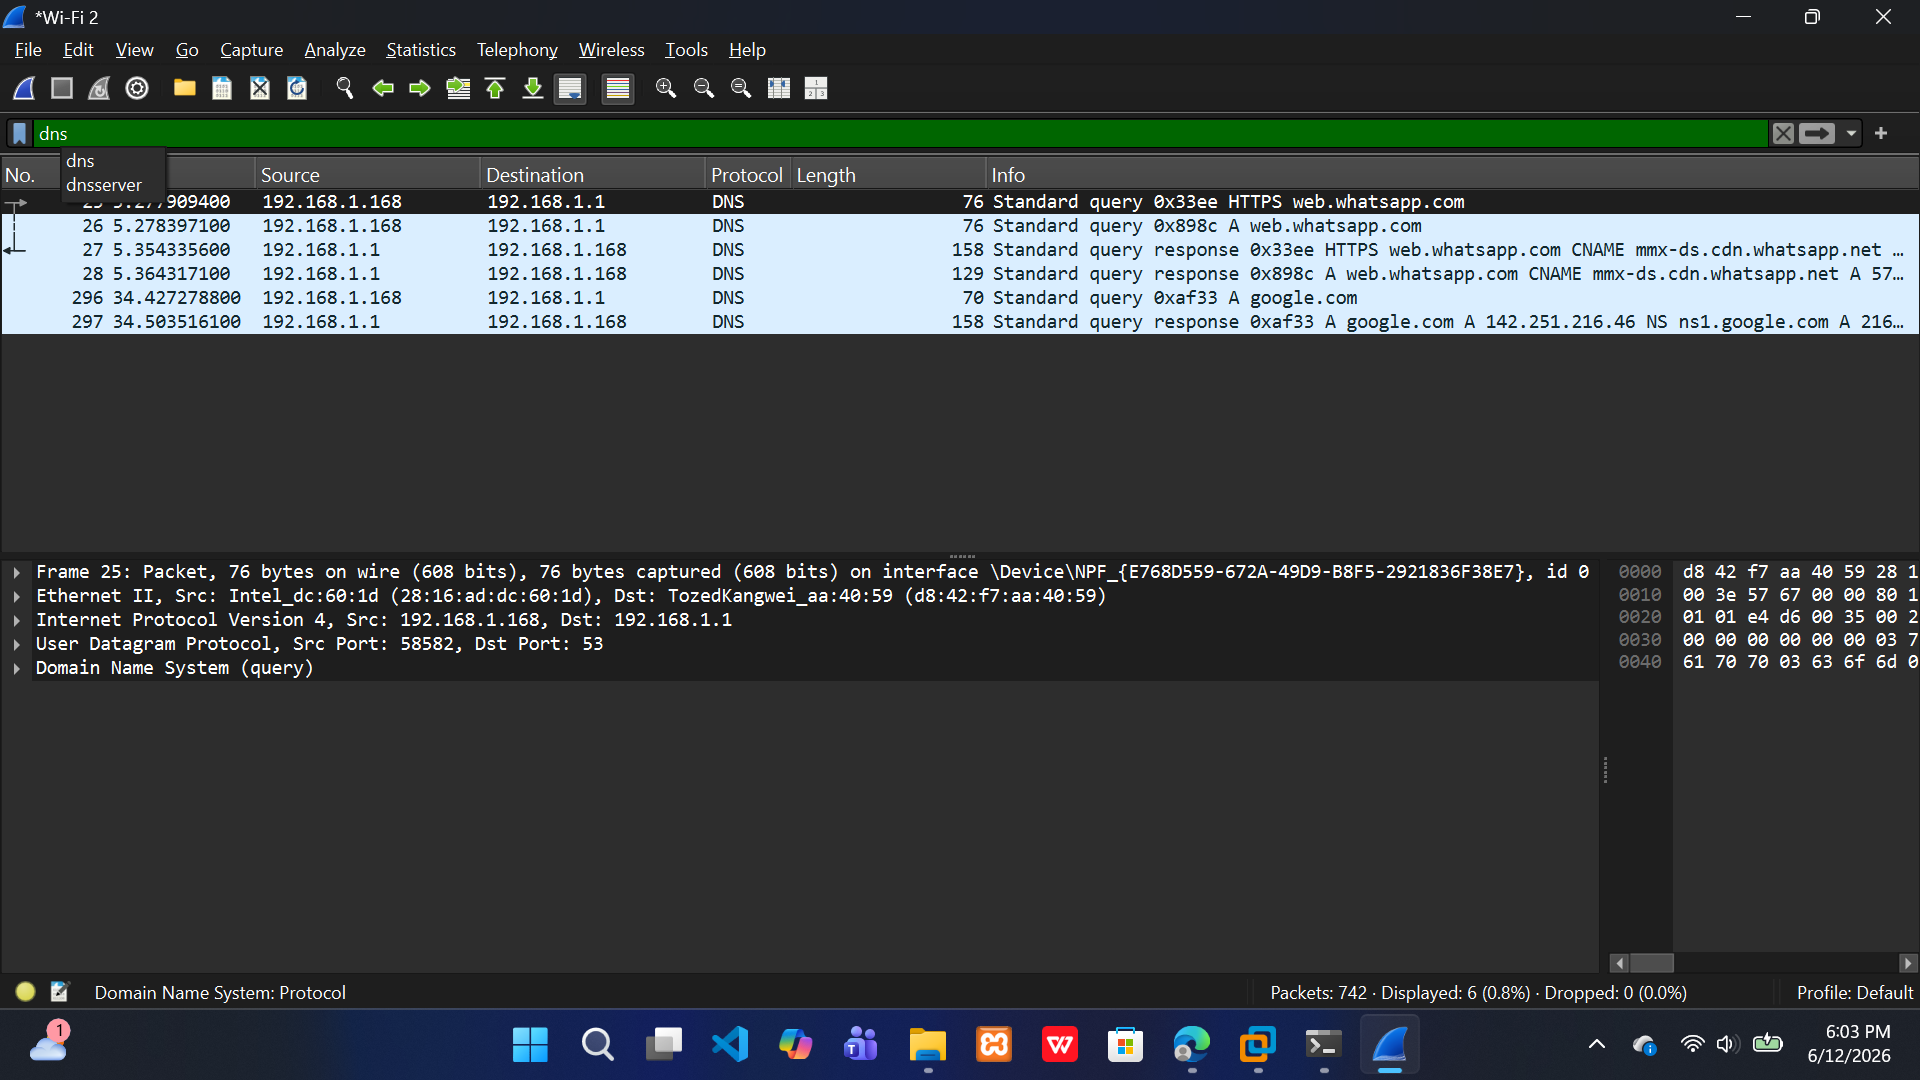 *Wi-Fi 2
File Edit View Go Capture Analyze Statistics Telephony Wireless Tools Help
dns
dns
dnsserver
No. Source Destination Protocol Length Info
192.168.1.168 192.168.1.1 DNS 76 Standard query 0x33ee HTTPS web.whatsapp.com
26 5.278397100 192.168.1.168 192.168.1.1 DNS 76 Standard query 0x898c A web.whatsapp.com
27 5.354335600 192.168.1.1 192.168.1.168 DNS 158 Standard query response 0x33ee HTTPS web.whatsapp.com CNAME mmx-ds.cdn.whatsapp.net …
28 5.364317100 192.168.1.1 192.168.1.168 DNS 129 Standard query response 0x898c A web.whatsapp.com CNAME mmx-ds.cdn.whatsapp.net A 57…
296 34.427278800 192.168.1.168 192.168.1.1 DNS 70 Standard query 0xaf33 A google.com
297 34.503516100 192.168.1.1 192.168.1.168 DNS 158 Standard query response 0xaf33 A google.com A 142.251.216.46 NS ns1.google.com A 216…
Frame 25: Packet, 76 bytes on wire (608 bits), 76 bytes captured (608 bits) on interface \Device\NPF_{E768D559-672A-49D9-B8F5-2921836F38E7}, id 0
Ethernet II, Src: Intel_dc:60:1d (28:16:ad:dc:60:1d), Dst: TozedKangwei_aa:40:59 (d8:42:f7:aa:40:59)
Internet Protocol Version 4, Src: 192.168.1.168, Dst: 192.168.1.1
User Datagram Protocol, Src Port: 58582, Dst Port: 53
Domain Name System (query)
0000 d8 42 f7 aa 40 59 28 1
0010 00 3e 57 67 00 00 80 1
0020 01 01 e4 d6 00 35 00 2
0030 00 00 00 00 00 00 03 7
0040 61 70 70 03 63 6f 6d 0
Domain Name System: Protocol
Packets: 742 · Displayed: 6 (0.8%) · Dropped: 0 (0.0%)
Profile: Default
1
6:03 PM
6/12/2026